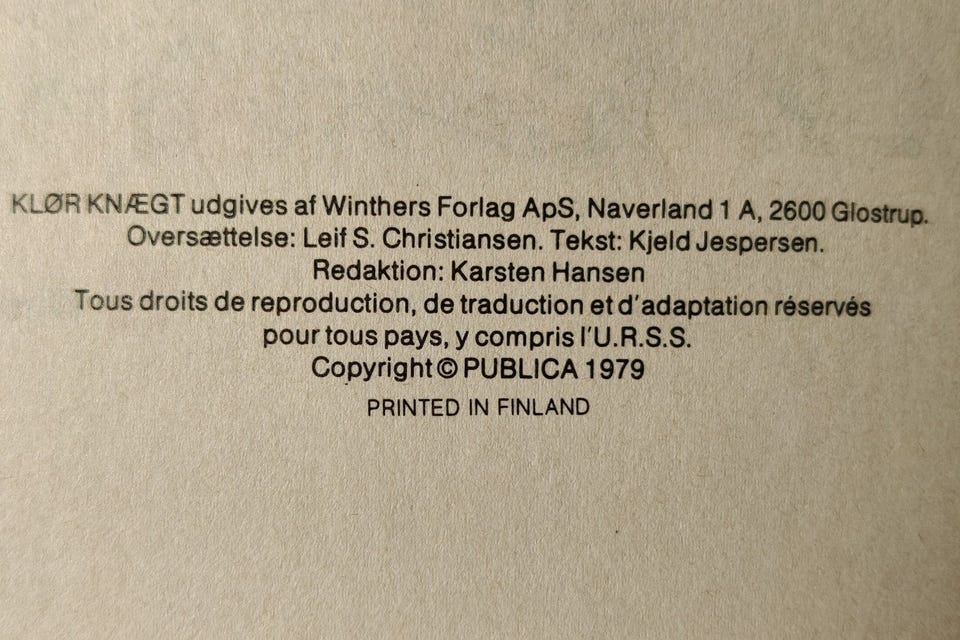 KLØR KNÆGT udgives af Winthers Forlag ApS, Naverland 1 A, 2600 Glostrup.
Oversættelse: Leif S. Christiansen. Tekst: Kjeld Jespersen.
Redaktion: Karsten Hansen
Tous droits de reproduction, de traduction et d'adaptation réservés
pour tous pays, y compris l'U.R.S.S.
Copyright © PUBLICA 1979
PRINTED IN FINLAND